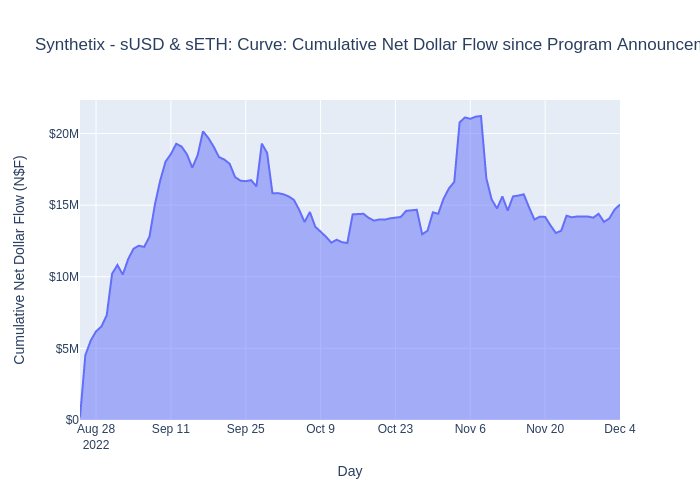 Synthetix - sUSD & sETH: Curve: Cumulative Net Dollar Flow since Program
Cumulative Net Dollar Flow (N$F)
$20M
$15M
$10M
$5M
$0
Aug 28
2022
Sep 11
Sep 25
Oct 9
Oct 23
Nov 6
Nov 20
Dec 4
Day